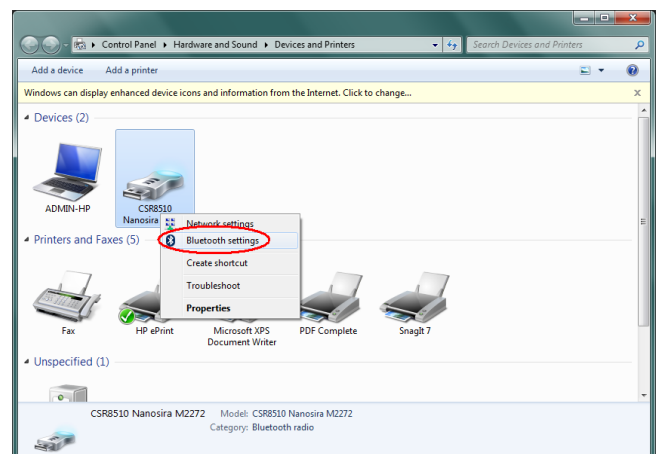 Control Panel ▸ Hardware and Sound ▸ Devices and Printers
Search Devices and Printers
Add a device Add a printer
Windows can display enhanced device icons and information from the Internet. Click to change... x
Devices (2)
ADMIN-HP
CSR8510
Nanosira
Network settings
Bluetooth settings
Create shortcut
Troubleshoot
Properties
Printers and Faxes (5)
Fax
HP ePrint
Microsoft XPS
Document Writer
PDF Complete
SnagIt 7
Unspecified (1)
CSR8510 Nanosira M2272 Model: CSR8510 Nanosira M2272
Category: Bluetooth radio